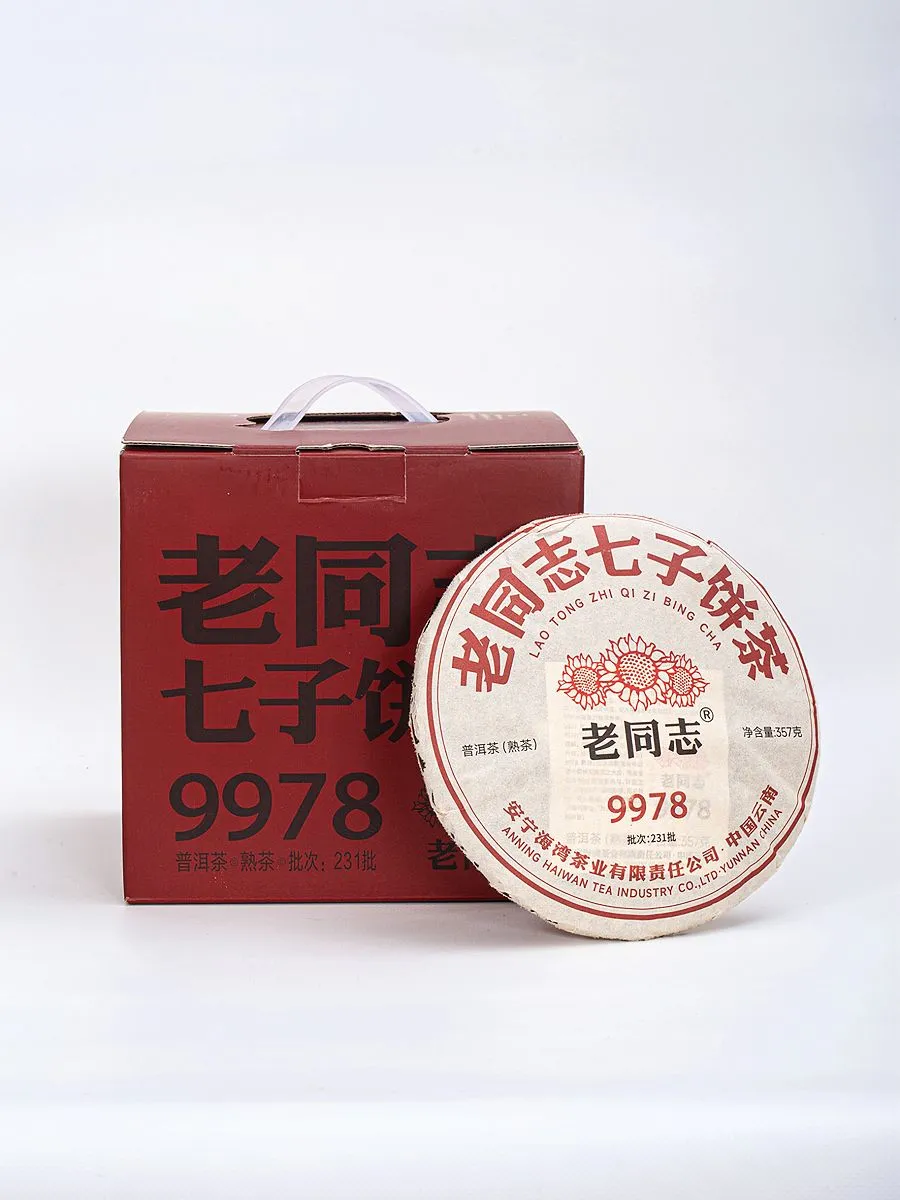 老同志
七子饼
9978
普洱茶·熟茶·批次：231批
老同志七子饼茶
LAO TONG ZHI QI ZI BING CHA
老同志®
普洱茶(熟茶)
净含量:357克
9978
批次:231批
安宁海湾茶业有限责任公司·中国云南
ANNING HAIWAN TEA INDUSTRY CO.,LTD·YUNNAN CHINA